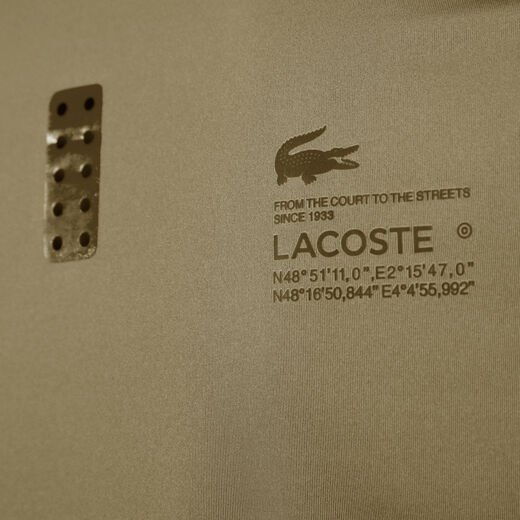 FROM THE COURT TO THE STREETS
SINCE 1933
LACOSTE ©
N48°51'11,0",E2°15'47,0"
N48°16'50,844" E4°4'55,992"